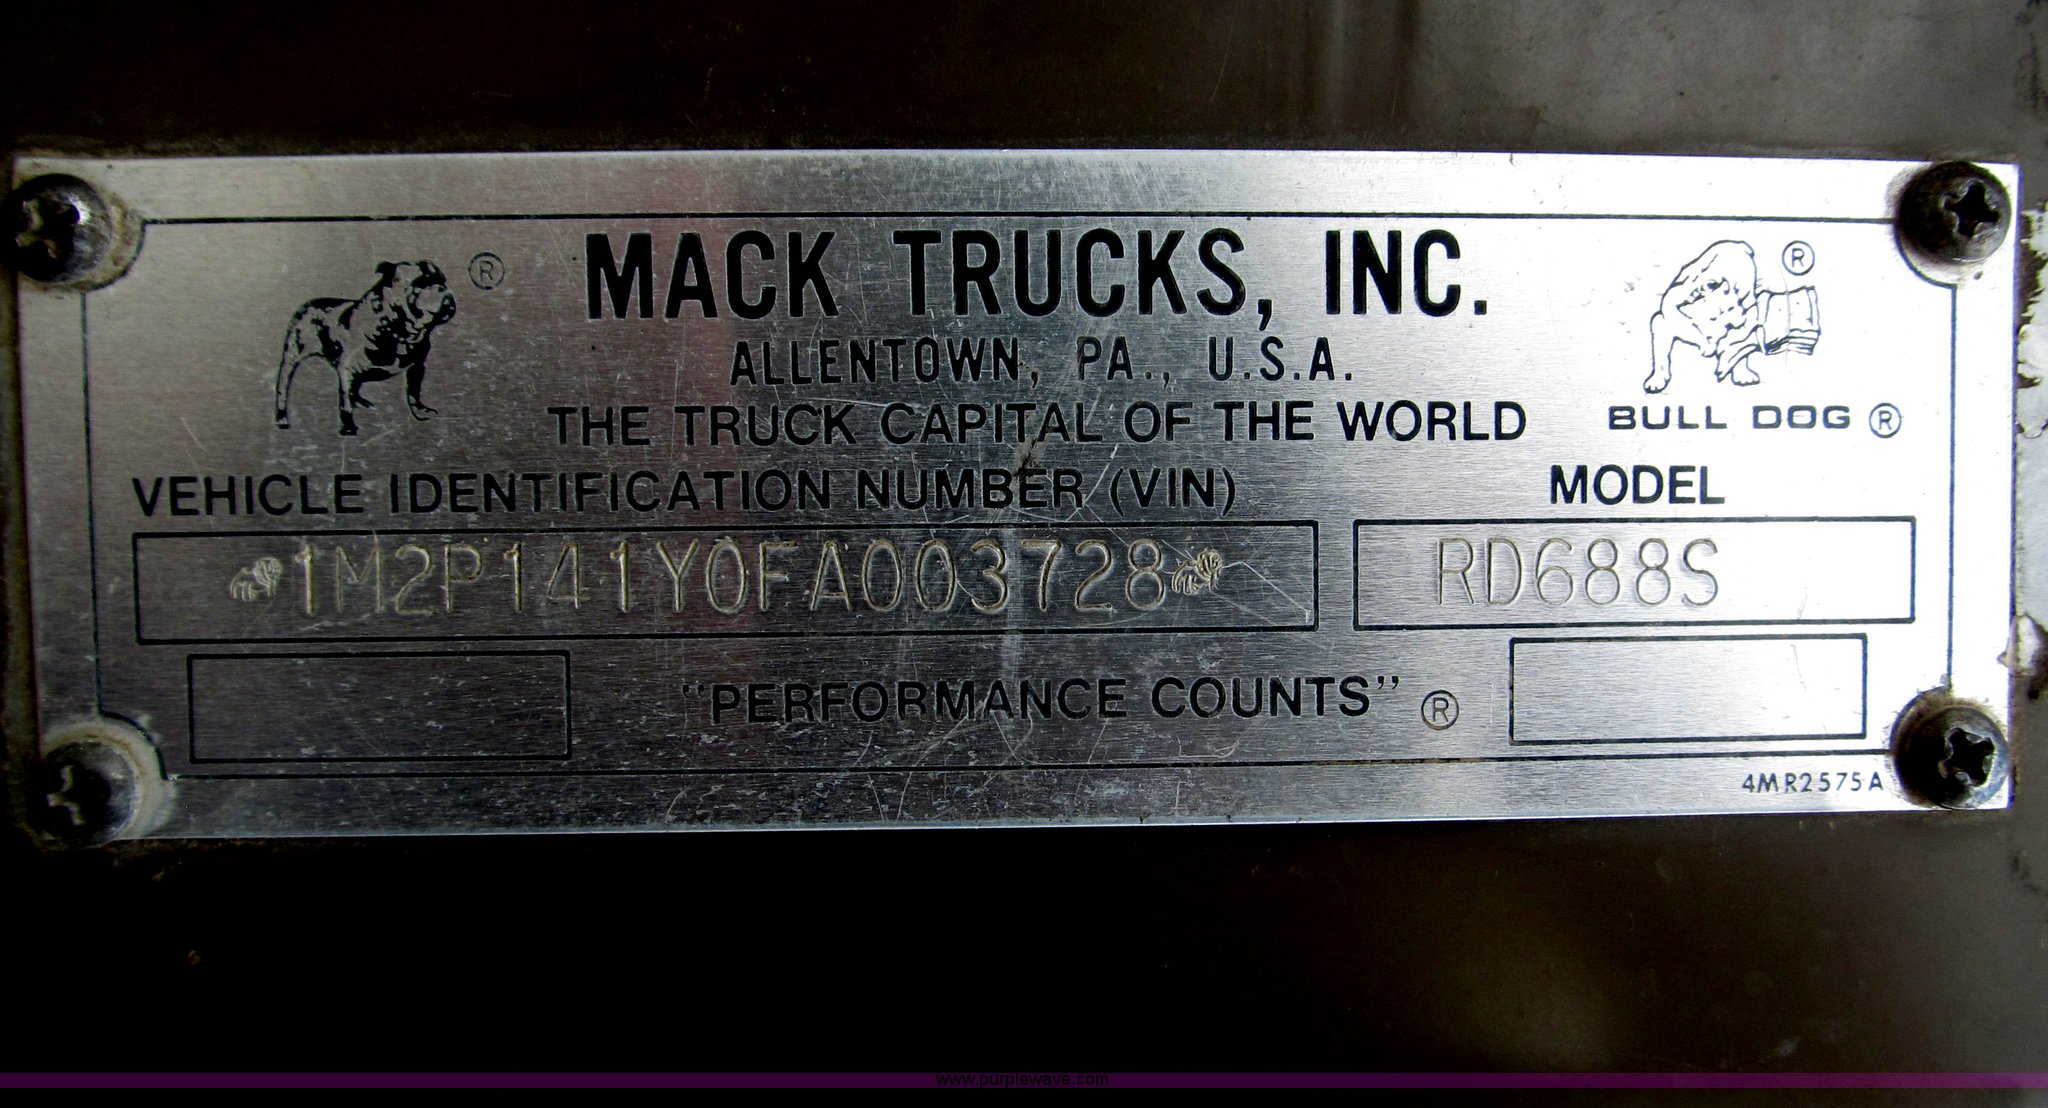 MACK TRUCKS, INC.
®
®
ALLENTOWN, PA., U.S.A.
THE TRUCK CAPITAL OF THE WORLD
BULL DOG ®
VEHICLE IDENTIFICATION NUMBER (VIN)
MODEL
1M2P141Y0FA003728
RD688S
"PERFORMANCE COUNTS" ®
4MR2575A
www.purplewave.com